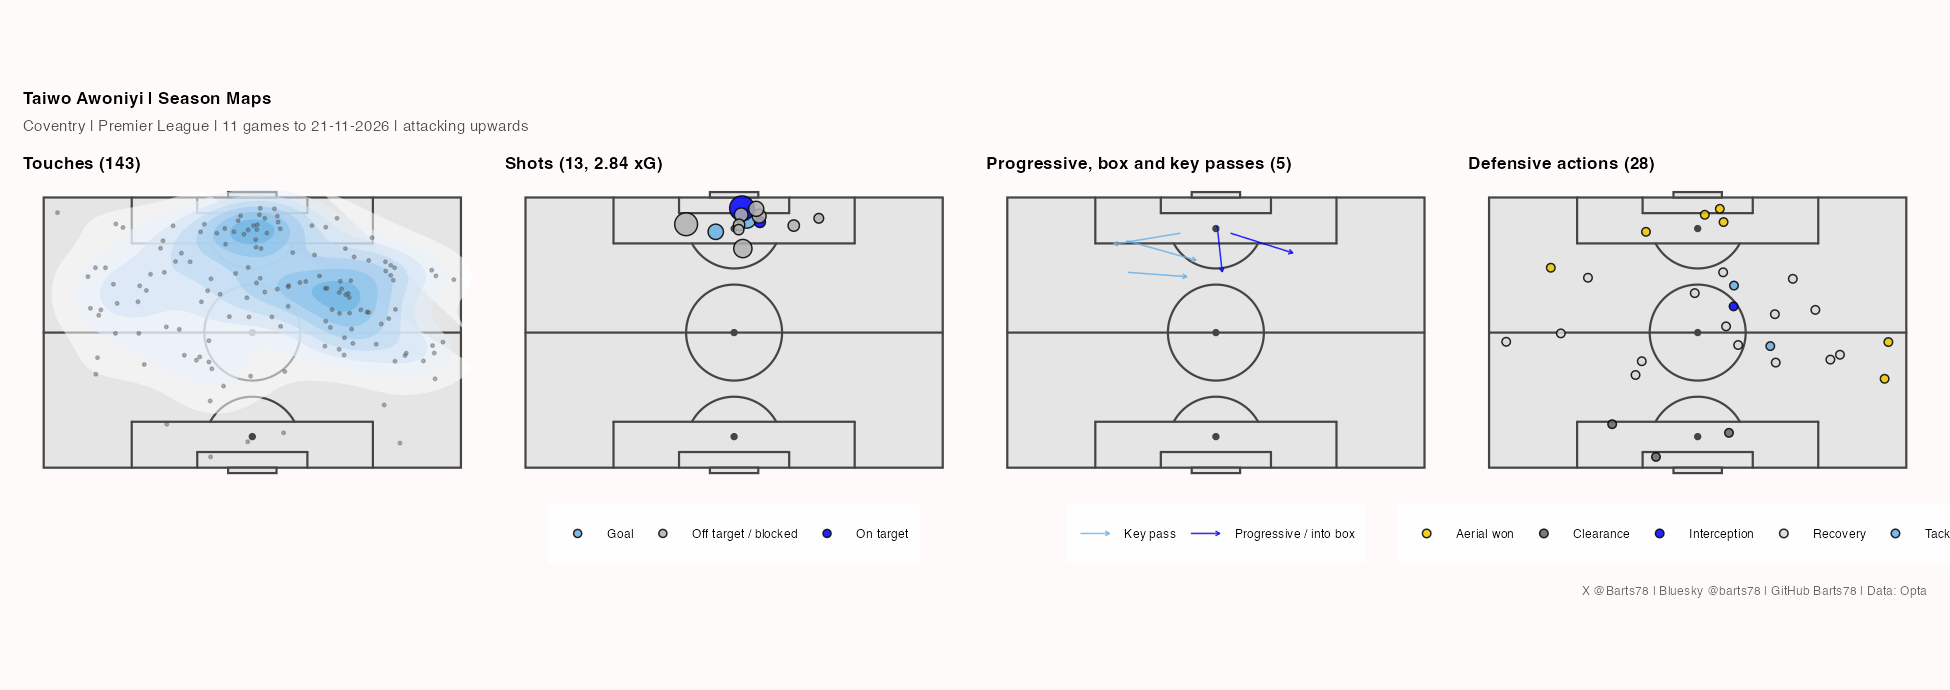 Taiwo Awoniyi | Season Maps
Coventry | Premier League | 11 games to 21-11-2026 | attacking upwards
Touches (143)
Shots (13, 2.84 xG)
Progressive, box and key passes (5)
Defensive actions (28)
Goal
Off target / blocked
On target
Key pass
Progressive / into box
Aerial won
Clearance
Interception
Recovery
Tack
X @Barts78 | Bluesky @barts78 | GitHub Barts78 | Data: Opta